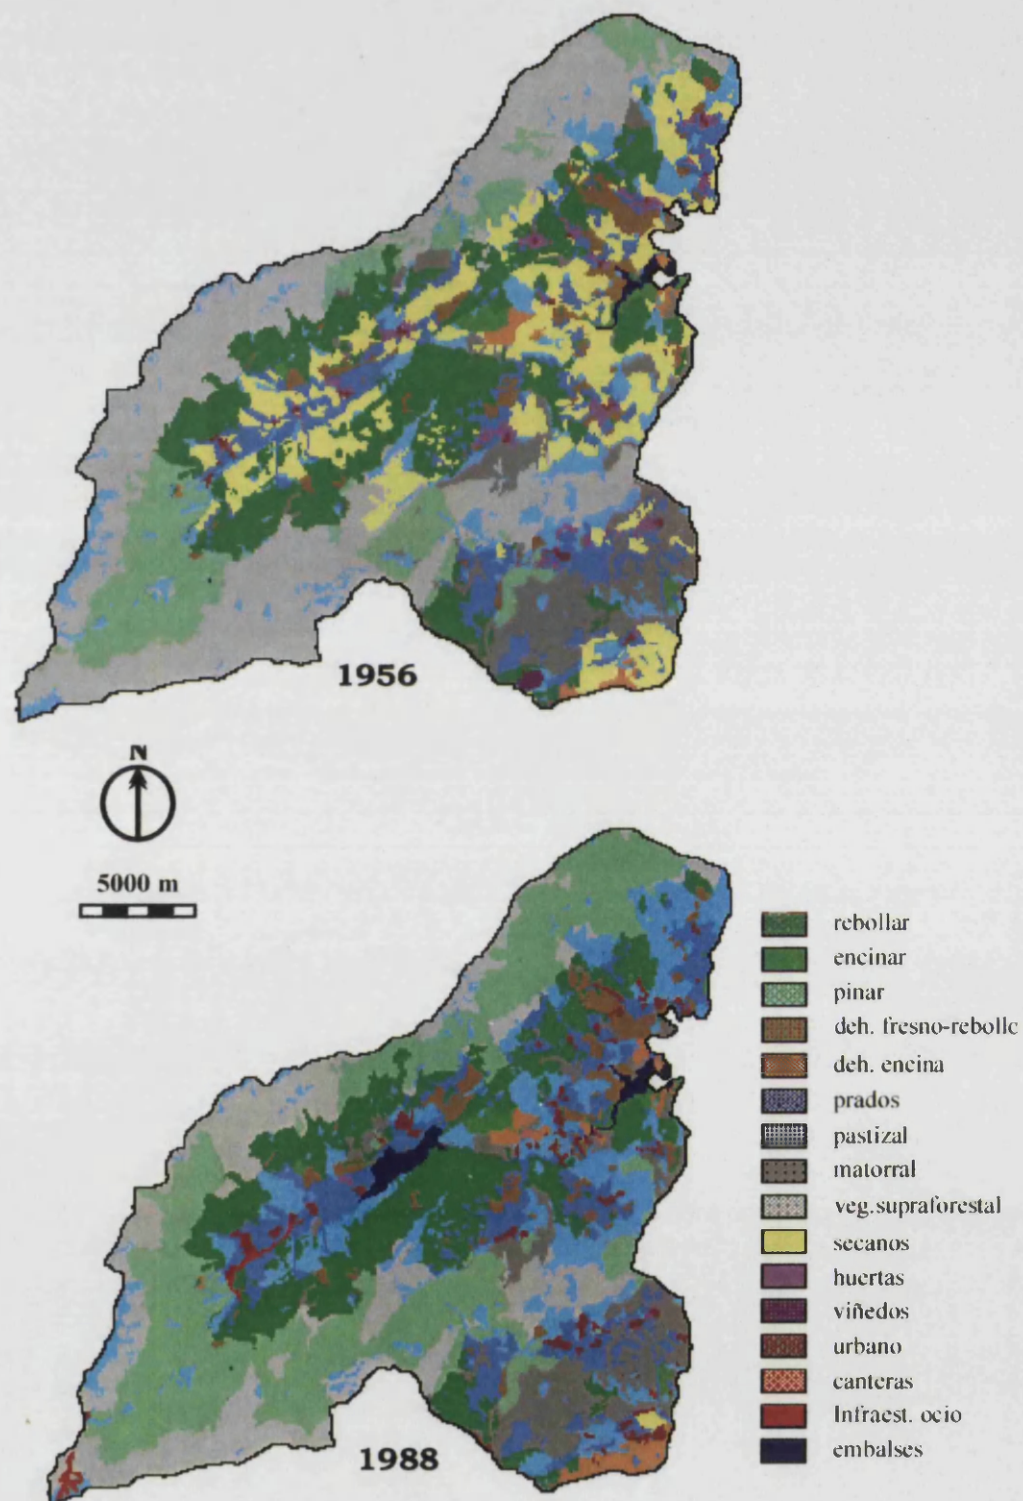 1956
N
5000 m
rebollar
encinar
pinar
deh. fresno-rebollc
deh. encina
prados
pastizal
matorral
veg.supraforestal
secanos
huertas
viñedos
urbano
canteras
Infraest. ocio
embalses
1988